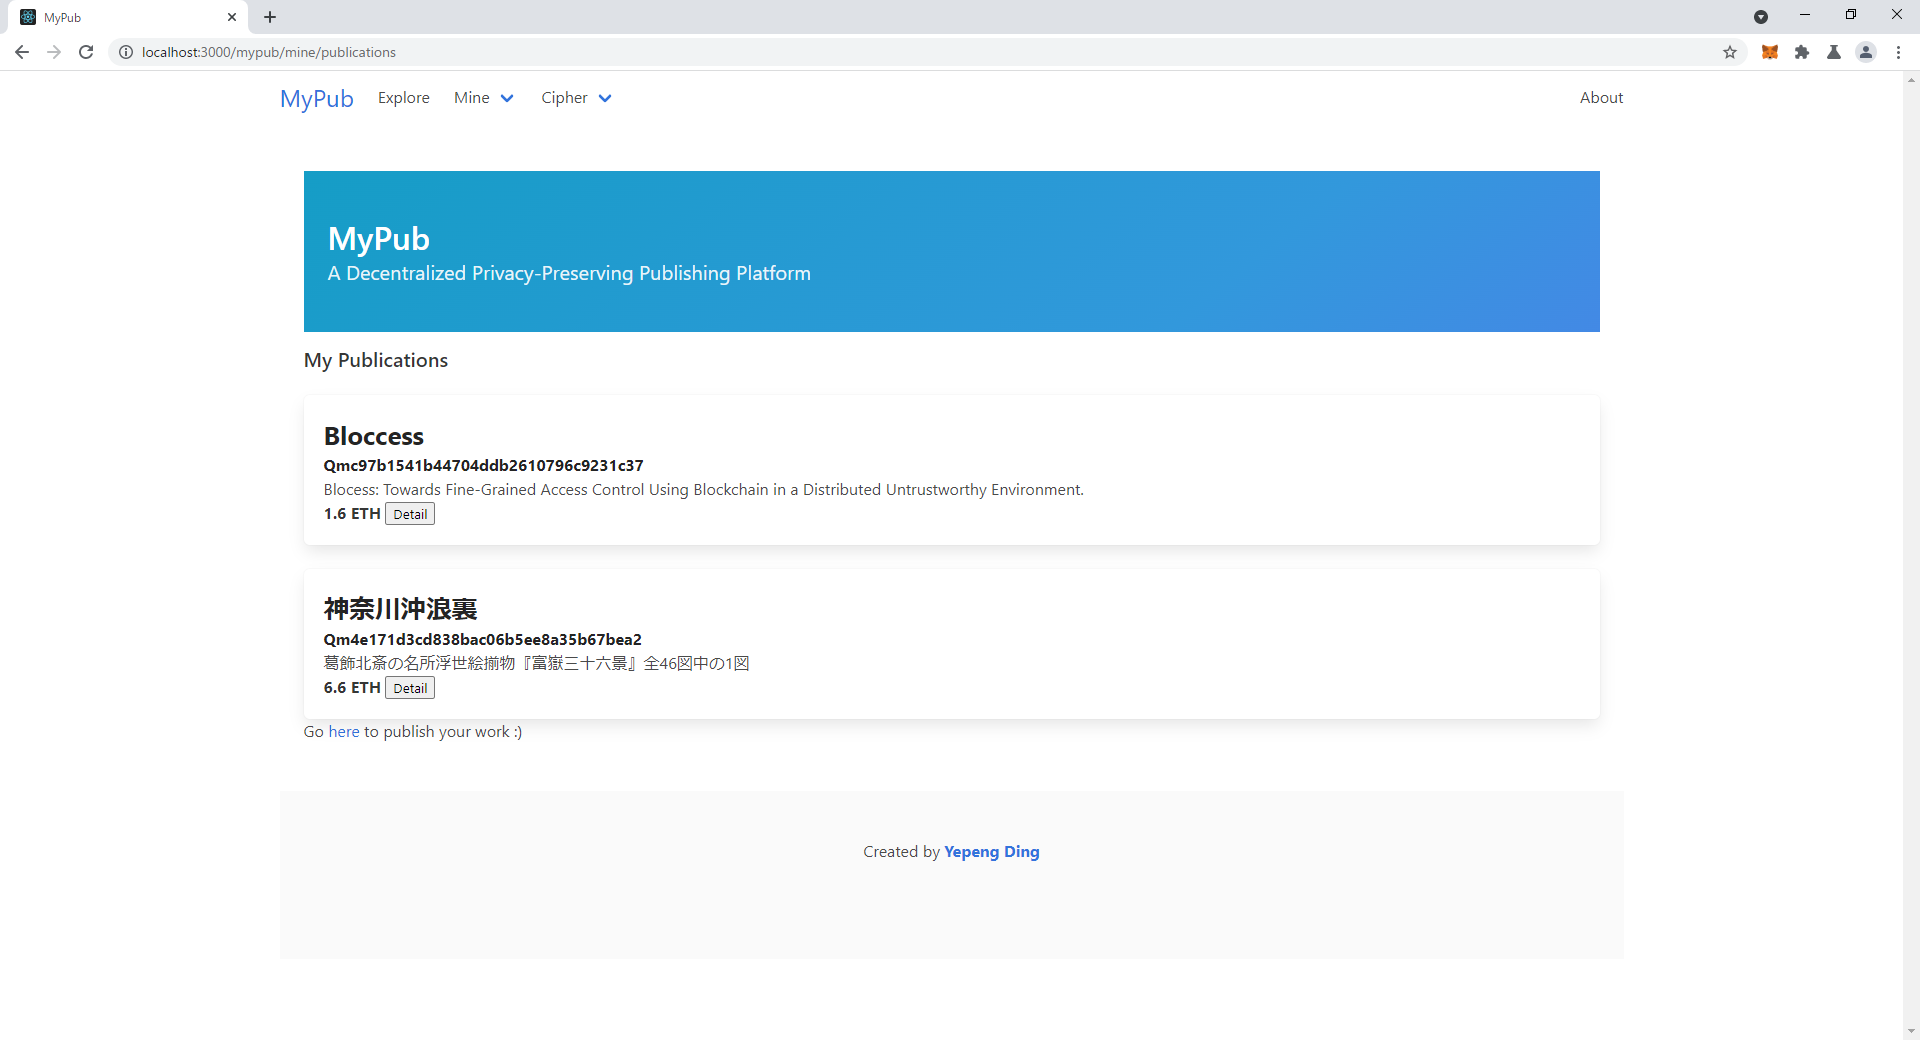 MyPub
localhost:3000/mypub/mine/publications
MyPub Explore Mine Cipher About
MyPub
A Decentralized Privacy-Preserving Publishing Platform
My Publications
Bloccess
Qmc97b1541b44704ddb2610796c9231c37
Blocess: Towards Fine-Grained Access Control Using Blockchain in a Distributed Untrustworthy Environment.
1.6 ETH Detail
神奈川沖浪裏
Qm4e171d3cd838bac06b5ee8a35b67bea2
葛飾北斎の名所浮世絵揃物『富嶽三十六景』全46図中の1図
6.6 ETH Detail
Go here to publish your work :)
Created by Yepeng Ding